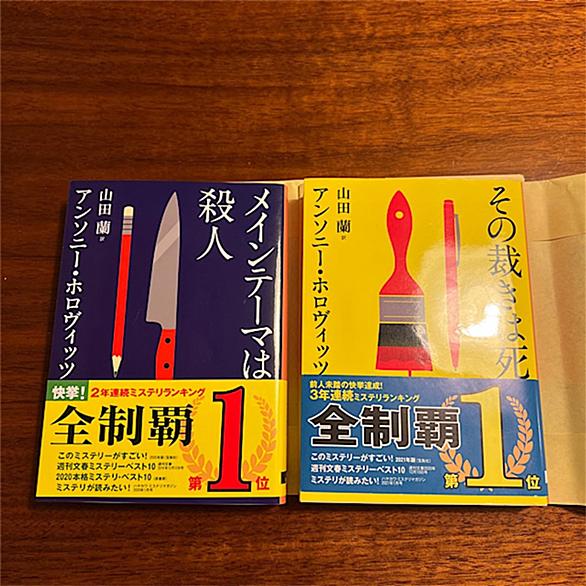 メインテーマは
殺人
山田 蘭 訳
アンソニー・ホロヴィッツ
快挙!
2年連続ミステリランキング
全制覇
第1位
このミステリーがすごい!
週刊文春ミステリーベスト10
2020本格ミステリ・ベスト10
ミステリが読みたい!
その裁きは死
山田 蘭 訳
アンソニー・ホロヴィッツ
前人未踏の快挙達成!
3年連続ミステリランキング
全制覇
第1位
このミステリーがすごい! 2021年版(宝島社)
週刊文春ミステリーベスト10
ミステリが読みたい!